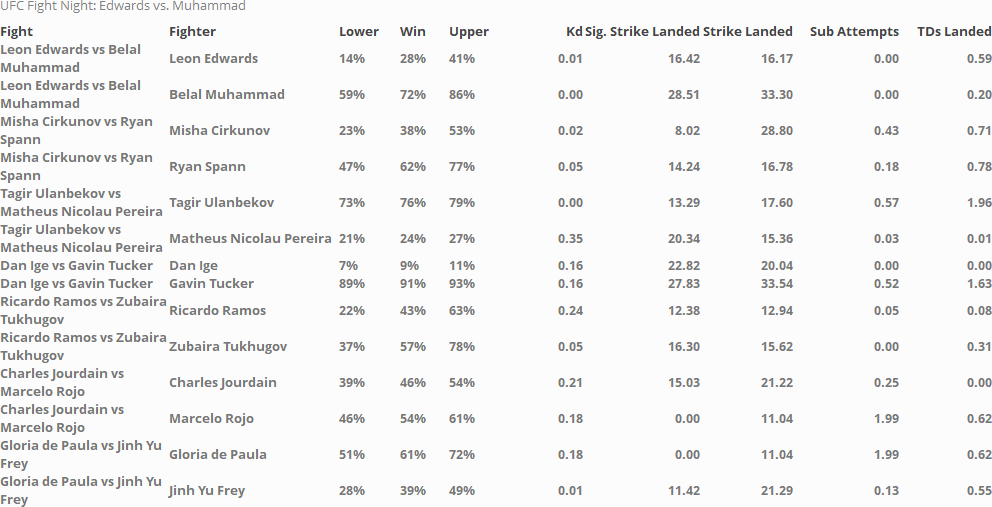 UFC Fight Night: Edwards vs. Muhammad
Fight Fighter Lower Win Upper Kd Sig. Strike Landed Strike Landed Sub Attempts TDs Landed
Leon Edwards vs Belal
Muhammad Leon Edwards 14% 28% 41% 0.01 16.42 16.17 0.00 0.59
Leon Edwards vs Belal
Muhammad Belal Muhammad 59% 72% 86% 0.00 28.51 33.30 0.00 0.20
Misha Cirkunov vs Ryan
Spann Misha Cirkunov 23% 38% 53% 0.02 8.02 28.80 0.43 0.71
Misha Cirkunov vs Ryan
Spann Ryan Spann 47% 62% 77% 0.05 14.24 16.78 0.18 0.78
Tagir Ulanbekov vs
Matheus Nicolau Pereira Tagir Ulanbekov 73% 76% 79% 0.00 13.29 17.60 0.57 1.96
Tagir Ulanbekov vs
Matheus Nicolau Pereira Matheus Nicolau Pereira 21% 24% 27% 0.35 20.34 15.36 0.03 0.01
Dan Ige vs Gavin Tucker Dan Ige 7% 9% 11% 0.16 22.82 20.04 0.00 0.00
Dan Ige vs Gavin Tucker Gavin Tucker 89% 91% 93% 0.16 27.83 33.54 0.52 1.63
Ricardo Ramos vs Zubaira
Tukhugov Ricardo Ramos 22% 43% 63% 0.24 12.38 12.94 0.05 0.08
Ricardo Ramos vs Zubaira
Tukhugov Zubaira Tukhugov 37% 57% 78% 0.05 16.30 15.62 0.00 0.31
Charles Jourdain vs
Marcelo Rojo Charles Jourdain 39% 46% 54% 0.21 15.03 21.22 0.25 0.00
Charles Jourdain vs
Marcelo Rojo Marcelo Rojo 46% 54% 61% 0.18 0.00 11.04 1.99 0.62
Gloria de Paula vs Jinh Yu
Frey Gloria de Paula 51% 61% 72% 0.18 0.00 11.04 1.99 0.62
Gloria de Paula vs Jinh Yu
Frey Jinh Yu Frey 28% 39% 49% 0.01 11.42 21.29 0.13 0.55